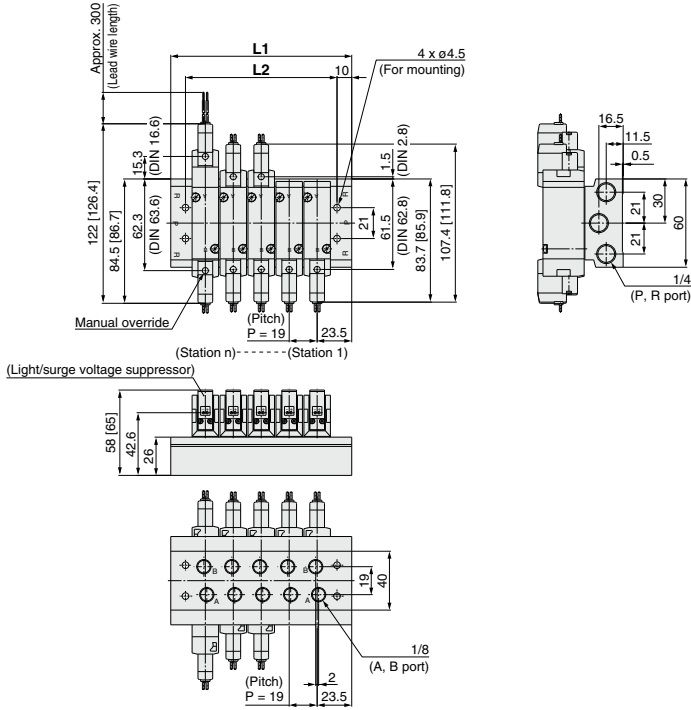 Approx. 300
(Lead wire length)
L1
L2
10
4 x ø4.5
(For mounting)
15.3
(DIN 16.6)
1.5
(DIN 2.8)
122 [126.4]
84.5 [86.7]
62.3
(DIN 63.6)
R
P
R
R
P
R
21
61.5
(DIN 62.8)
83.7 [85.9]
107.4 [111.8]
Manual override
(Pitch)
P = 19
23.5
(Station n)
(Station 1)
16.5
11.5
0.5
21
21
30
60
1/4
(P, R port)
(Light/surge voltage suppressor)
58 [65]
42.6
26
B
B
A
A
19
40
1/8
(A, B port)
(Pitch)
P = 19
2
23.5